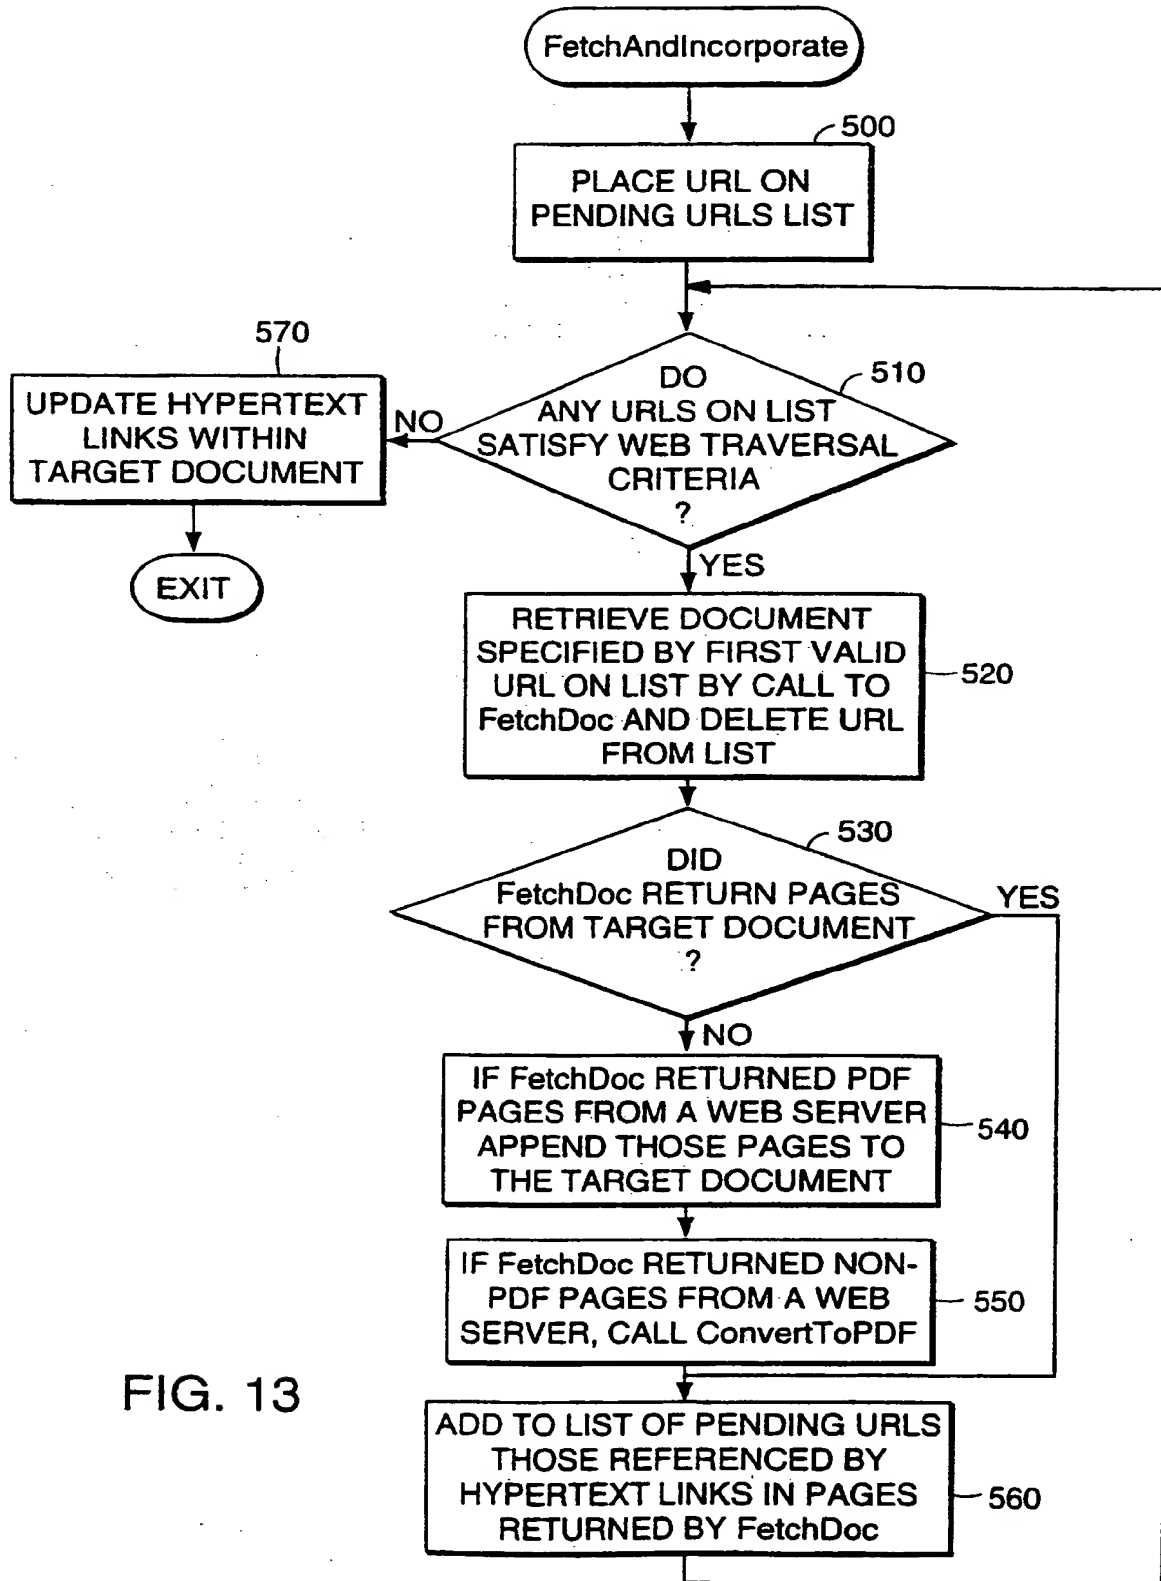 FetchAndIncorporate
500
PLACE URL ON
PENDING URLS LIST
570
510
DO
ANY URLS ON LIST
SATISFY WEB TRAVERSAL
CRITERIA
?
NO
UPDATE HYPERTEXT
LINKS WITHIN
TARGET DOCUMENT
EXIT
YES
RETRIEVE DOCUMENT
SPECIFIED BY FIRST VALID
URL ON LIST BY CALL TO
FetchDoc AND DELETE URL
FROM LIST
520
530
DID
FetchDoc RETURN PAGES
FROM TARGET DOCUMENT
?
YES
NO
IF FetchDoc RETURNED PDF
PAGES FROM A WEB SERVER
APPEND THOSE PAGES TO
THE TARGET DOCUMENT
540
IF FetchDoc RETURNED NON-
PDF PAGES FROM A WEB
SERVER, CALL ConvertToPDF
550
FIG. 13
ADD TO LIST OF PENDING URLS
THOSE REFERENCED BY
HYPERTEXT LINKS IN PAGES
RETURNED BY FetchDoc
560